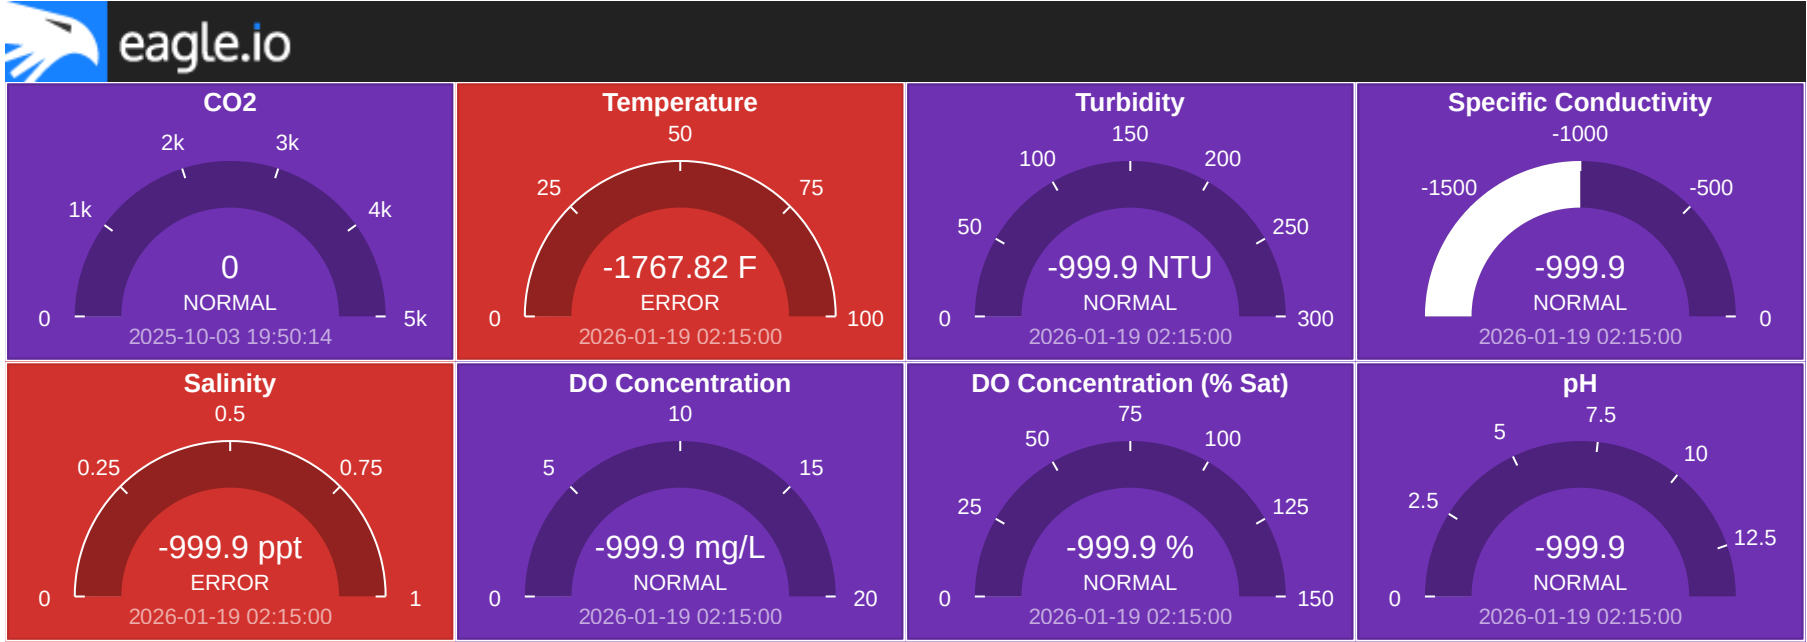 eagle.io
CO2
0
1k
2k
3k
4k
5k
0
NORMAL
2025-10-03 19:50:14
Temperature
0
25
50
75
100
-1767.82 F
ERROR
2026-01-19 02:15:00
Turbidity
0
50
100
150
200
250
300
-999.9 NTU
NORMAL
2026-01-19 02:15:00
Specific Conductivity
-1500
-1000
-500
0
-999.9
NORMAL
2026-01-19 02:15:00
Salinity
0
0.25
0.5
0.75
1
-999.9 ppt
ERROR
2026-01-19 02:15:00
DO Concentration
0
5
10
15
20
-999.9 mg/L
NORMAL
2026-01-19 02:15:00
DO Concentration (% Sat)
0
25
50
75
100
125
150
-999.9 %
NORMAL
2026-01-19 02:15:00
pH
0
2.5
5
7.5
10
12.5
-999.9
NORMAL
2026-01-19 02:15:00